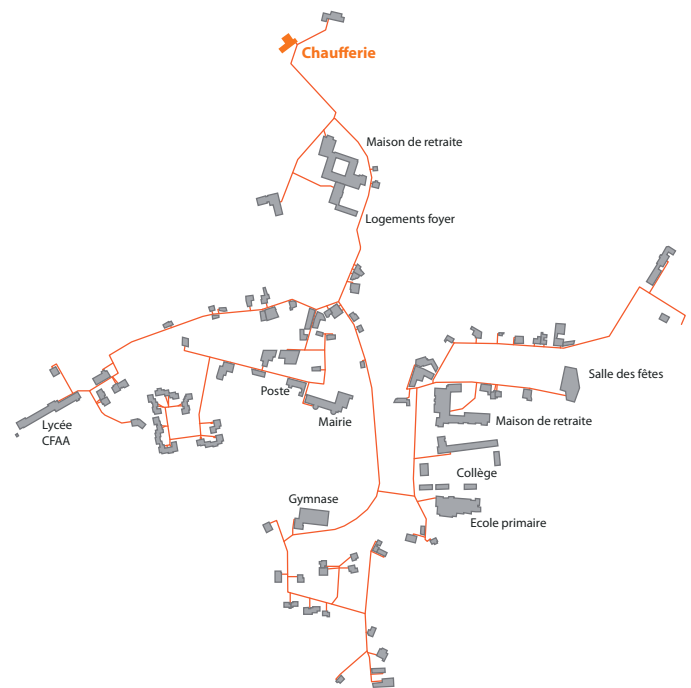 Chaufferie
Maison de retraite
Logements foyer
Salle des fêtes
Poste
Mairie
Maison de retraite
Lycée
CFAA
Collège
Gymnase
Ecole primaire